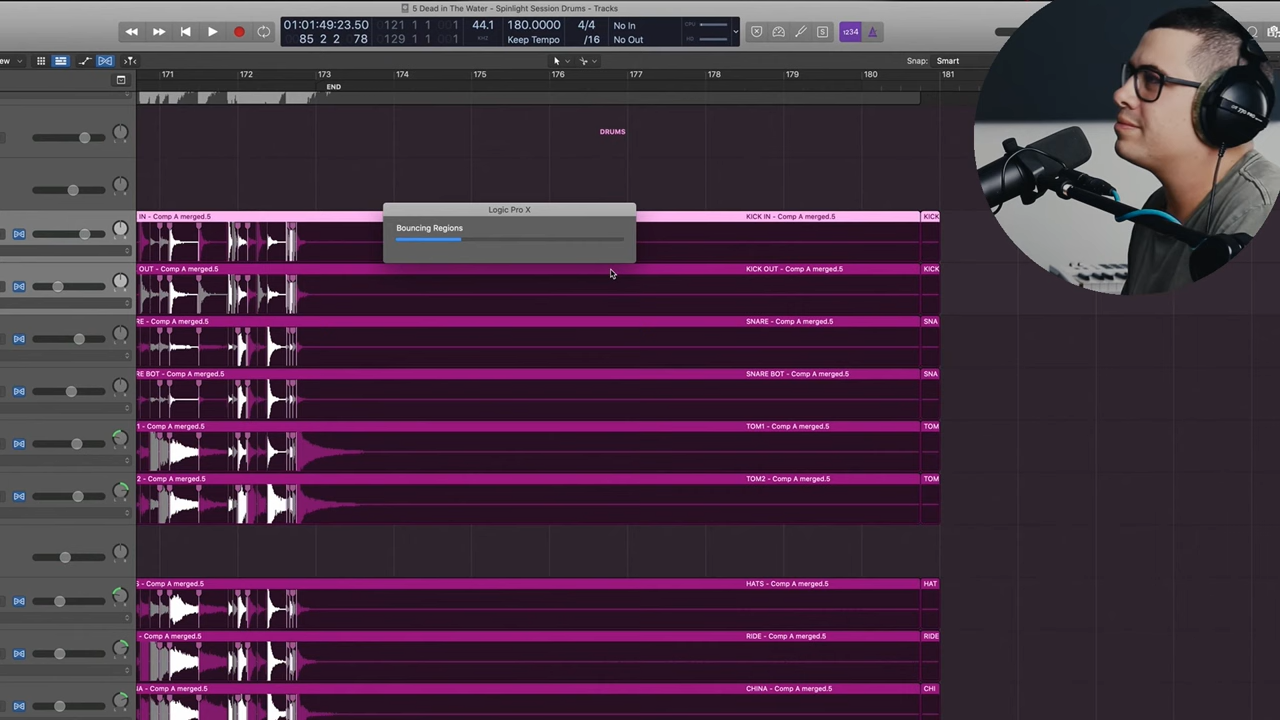 5 Dead in The Water - Spinlight Session Drums - Tracks
01:01:49:23.50
121 1 1 1
44.1
180.0000
4/4
No In
CPU
1234
85 2 2 78
129 1 1 1
KHZ
Keep Tempo
/16
No Out
HD
ew
Snap: Smart
171 172 173 174 175 176 177 178 179 180 181
END
DRUMS
Logic Pro X
Bouncing Regions
IN - Comp A merged.5
KICK IN - Comp A merged.5
KICK
OUT - Comp A merged.5
KICK OUT - Comp A merged.5
KICK
RE - Comp A merged.5
SNARE - Comp A merged.5
SNA
RE BOT - Comp A merged.5
SNARE BOT - Comp A merged.5
SNA
1 - Comp A merged.5
TOM1 - Comp A merged.5
TOM
2 - Comp A merged.5
TOM2 - Comp A merged.5
TOM
S - Comp A merged.5
HATS - Comp A merged.5
HAT
- Comp A merged.5
RIDE - Comp A merged.5
RIDE
NA - Comp A merged.5
CHINA - Comp A merged.5
CHI